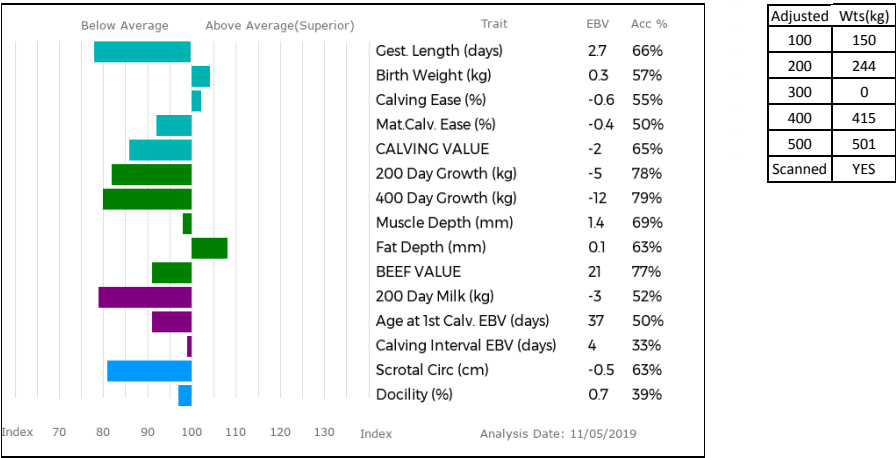 Below Average Above Average(Superior) Trait EBV Acc %
Gest. Length (days) 2.7 66%
Birth Weight (kg) 0.3 57%
Calving Ease (%) -0.6 55%
Mat.Calv. Ease (%) -0.4 50%
CALVING VALUE -2 65%
200 Day Growth (kg) -5 78%
400 Day Growth (kg) -12 79%
Muscle Depth (mm) 1.4 69%
Fat Depth (mm) 0.1 63%
BEEF VALUE 21 77%
200 Day Milk (kg) -3 52%
Age at 1st Calv. EBV (days) 37 50%
Calving Interval EBV (days) 4 33%
Scrotal Circ (cm) -0.5 63%
Docility (%) 0.7 39%
Index 70 80 90 100 110 120 130 Index Analysis Date: 11/05/2019
Adjusted Wts(kg)
100 150
200 244
300 0
400 415
500 501
Scanned YES